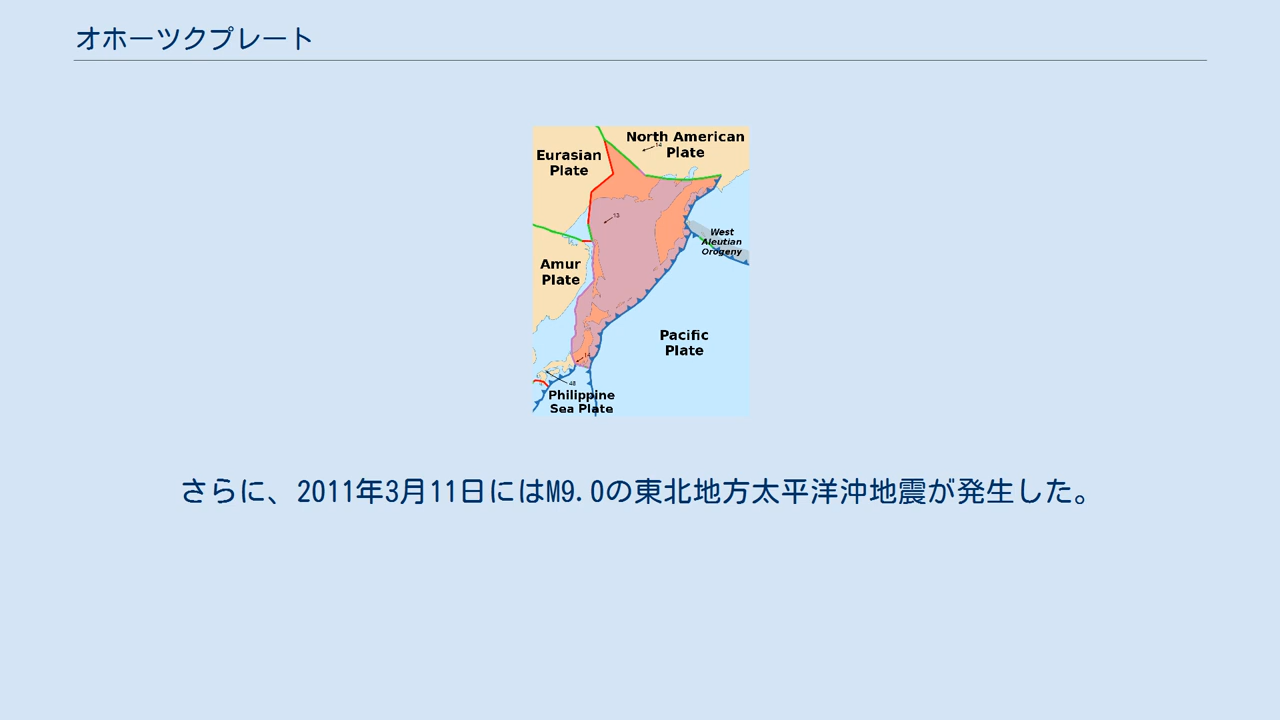 オホーツクプレート
North American
Plate
Eurasian
Plate
West
Aleutian
Orogeny
Amur
Plate
Pacific
Plate
48
Philippine
Sea Plate
さらに、2011年3月11日にはM9.0の東北地方太平洋沖地震が発生した。